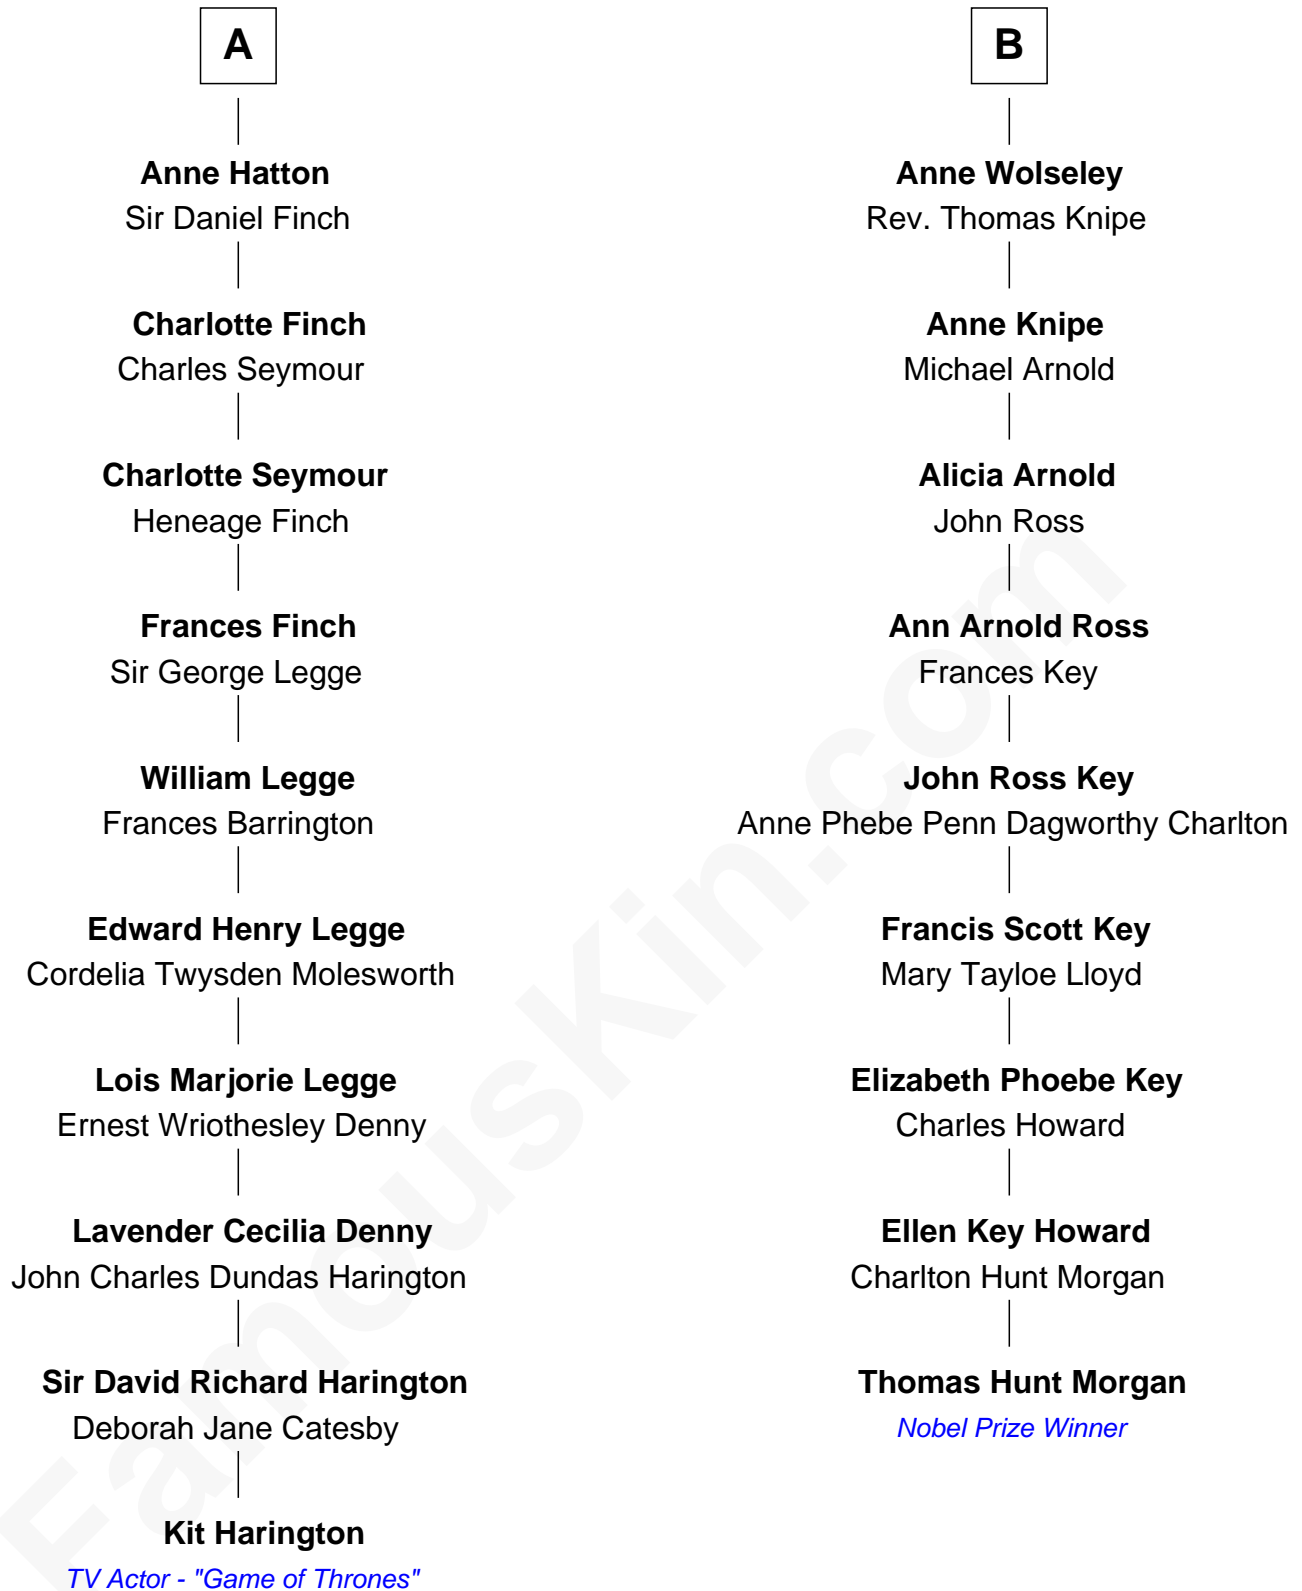 A
Anne Hatton
Sir Daniel Finch
Charlotte Finch
Charles Seymour
Charlotte Seymour
Heneage Finch
Frances Finch
Sir George Legge
William Legge
Frances Barrington
Edward Henry Legge
Cordelia Twysden Molesworth
Lois Marjorie Legge
Ernest Wriothesley Denny
Lavender Cecilia Denny
John Charles Dundas Harington
Sir David Richard Harington
Deborah Jane Catesby
Kit Harington
TV Actor - "Game of Thrones"
B
Anne Wolseley
Rev. Thomas Knipe
Anne Knipe
Michael Arnold
Alicia Arnold
John Ross
Ann Arnold Ross
Frances Key
John Ross Key
Anne Phebe Penn Dagworthy Charlton
Francis Scott Key
Mary Tayloe Lloyd
Elizabeth Phoebe Key
Charles Howard
Ellen Key Howard
Charlton Hunt Morgan
Thomas Hunt Morgan
Nobel Prize Winner
FamousKin.com